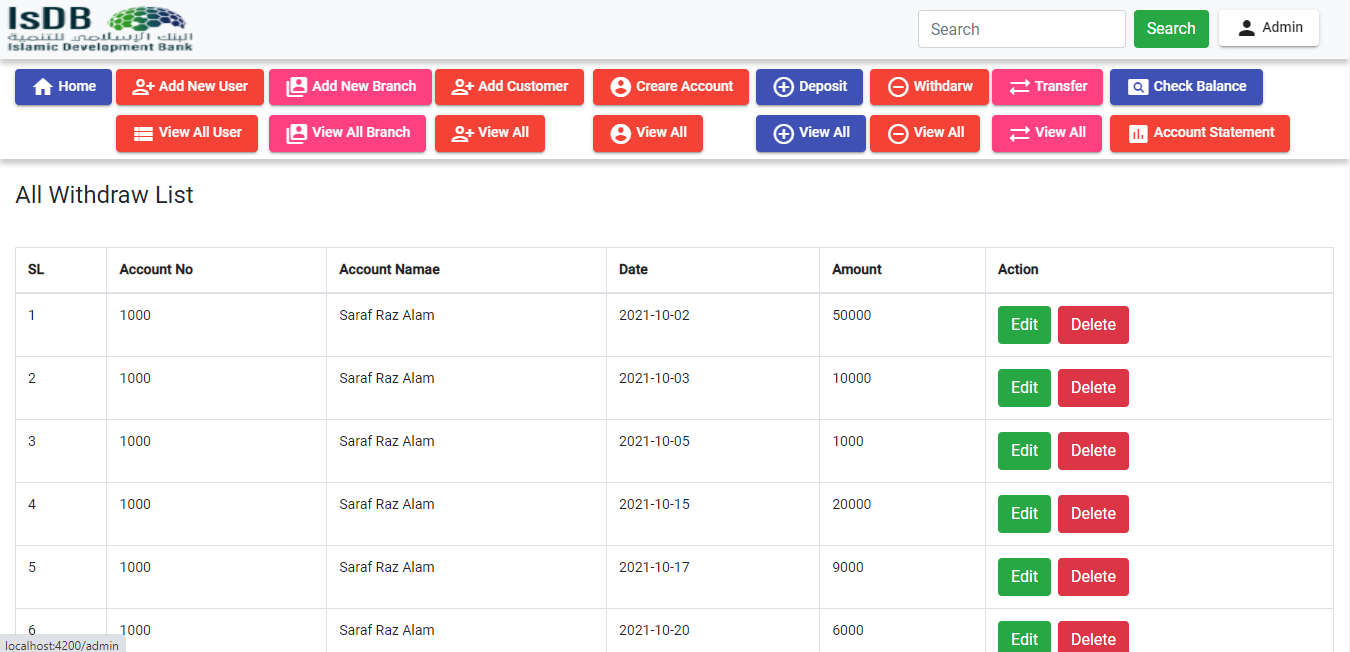 IsDB
البنك الإسلامي للتنمية
Islamic Development Bank
Search Search Admin
Home Add New User Add New Branch Add Customer Creare Account Deposit Withdarw Transfer Check Balance
View All User View All Branch View All View All View All View All View All Account Statement
All Withdraw List
SL Account No Account Namae Date Amount Action
1 1000 Saraf Raz Alam 2021-10-02 50000 Edit Delete
2 1000 Saraf Raz Alam 2021-10-03 10000 Edit Delete
3 1000 Saraf Raz Alam 2021-10-05 1000 Edit Delete
4 1000 Saraf Raz Alam 2021-10-15 20000 Edit Delete
5 1000 Saraf Raz Alam 2021-10-17 9000 Edit Delete
6 1000 Saraf Raz Alam 2021-10-20 6000 Edit Delete
localhost:4200/admin